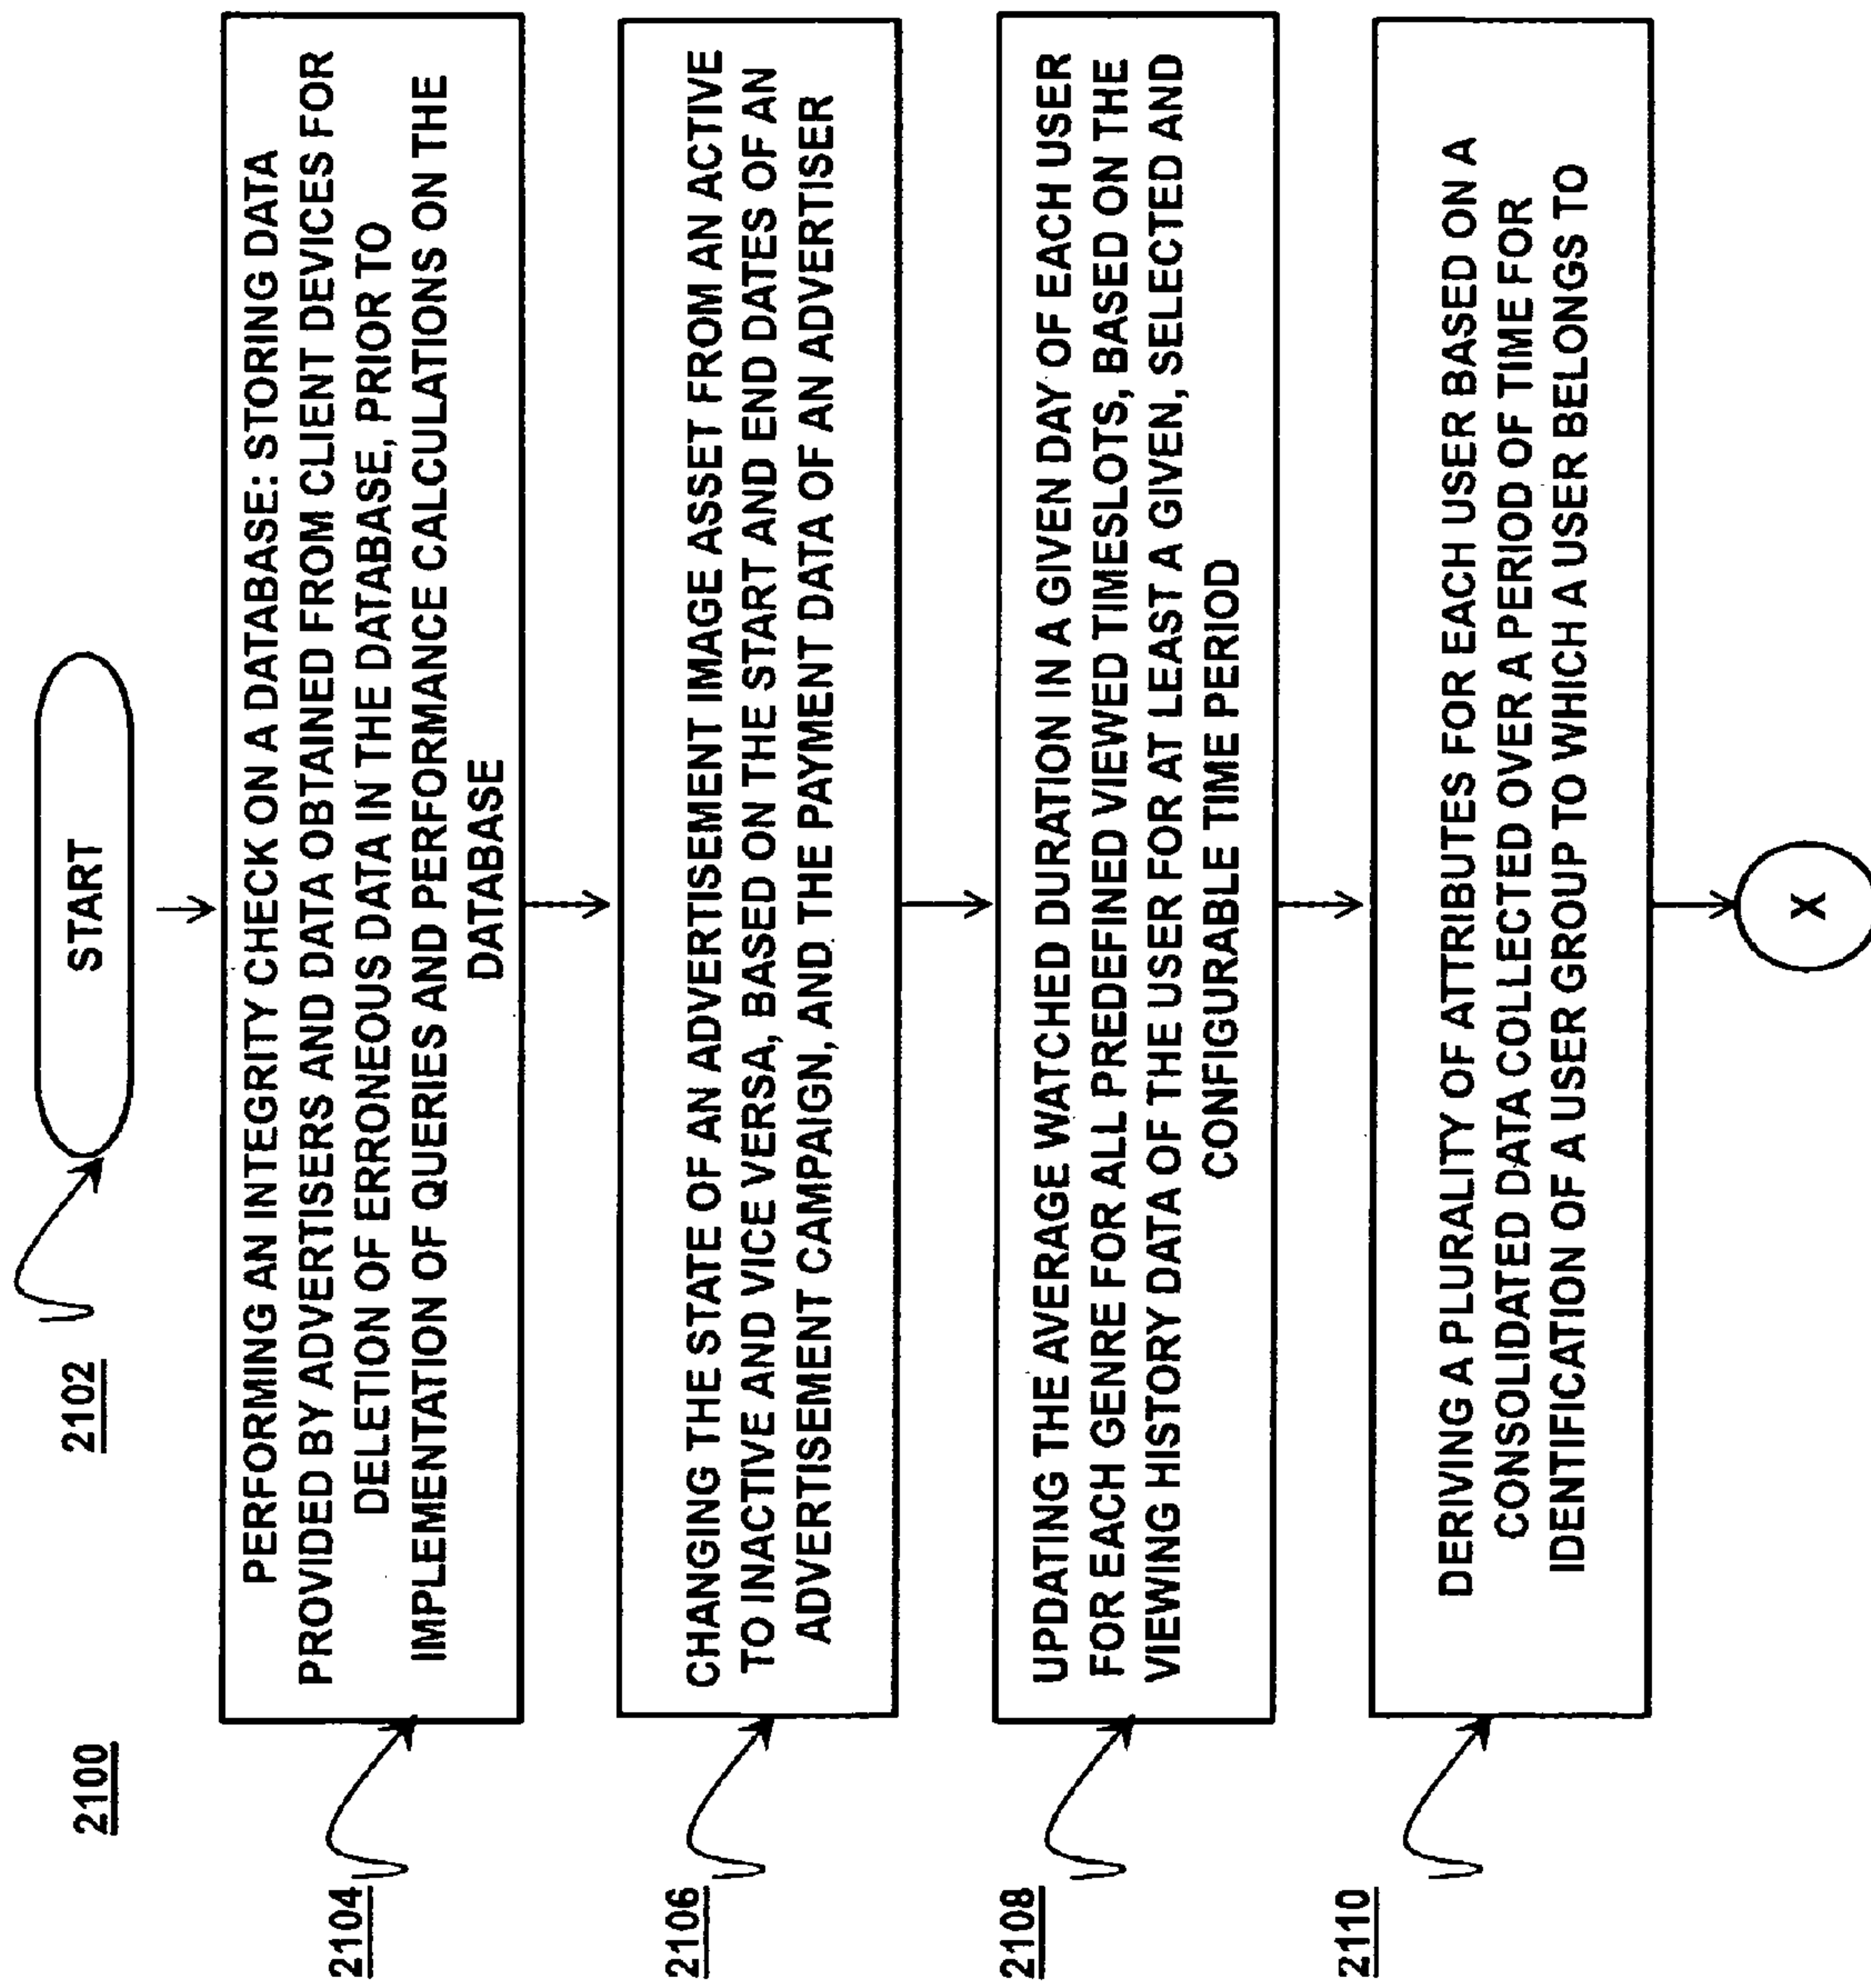 2100
2102
START
2104
PERFORMING AN INTEGRITY CHECK ON A DATABASE: STORING DATA
PROVIDED BY ADVERTISERS AND DATA OBTAINED FROM CLIENT DEVICES FOR
DELETION OF ERRONEOUS DATA IN THE DATABASE, PRIOR TO
IMPLEMENTATION OF QUERIES AND PERFORMANCE CALCULATIONS ON THE
DATABASE
2106
CHANGING THE STATE OF AN ADVERTISEMENT IMAGE ASSET FROM AN ACTIVE
TO INACTIVE AND VICE VERSA, BASED ON THE START AND END DATES OF AN
ADVERTISEMENT CAMPAIGN, AND THE PAYMENT DATA OF AN ADVERTISER
2108
UPDATING THE AVERAGE WATCHED DURATION IN A GIVEN DAY OF EACH USER
FOR EACH GENRE FOR ALL PREDEFINED VIEWED TIMESLOTS, BASED ON THE
VIEWING HISTORY DATA OF THE USER FOR AT LEAST A GIVEN, SELECTED AND
CONFIGURABLE TIME PERIOD
2110
DERIVING A PLURALITY OF ATTRIBUTES FOR EACH USER BASED ON A
CONSOLIDATED DATA COLLECTED OVER A PERIOD OF TIME FOR
IDENTIFICATION OF A USER GROUP TO WHICH A USER BELONGS TO
X